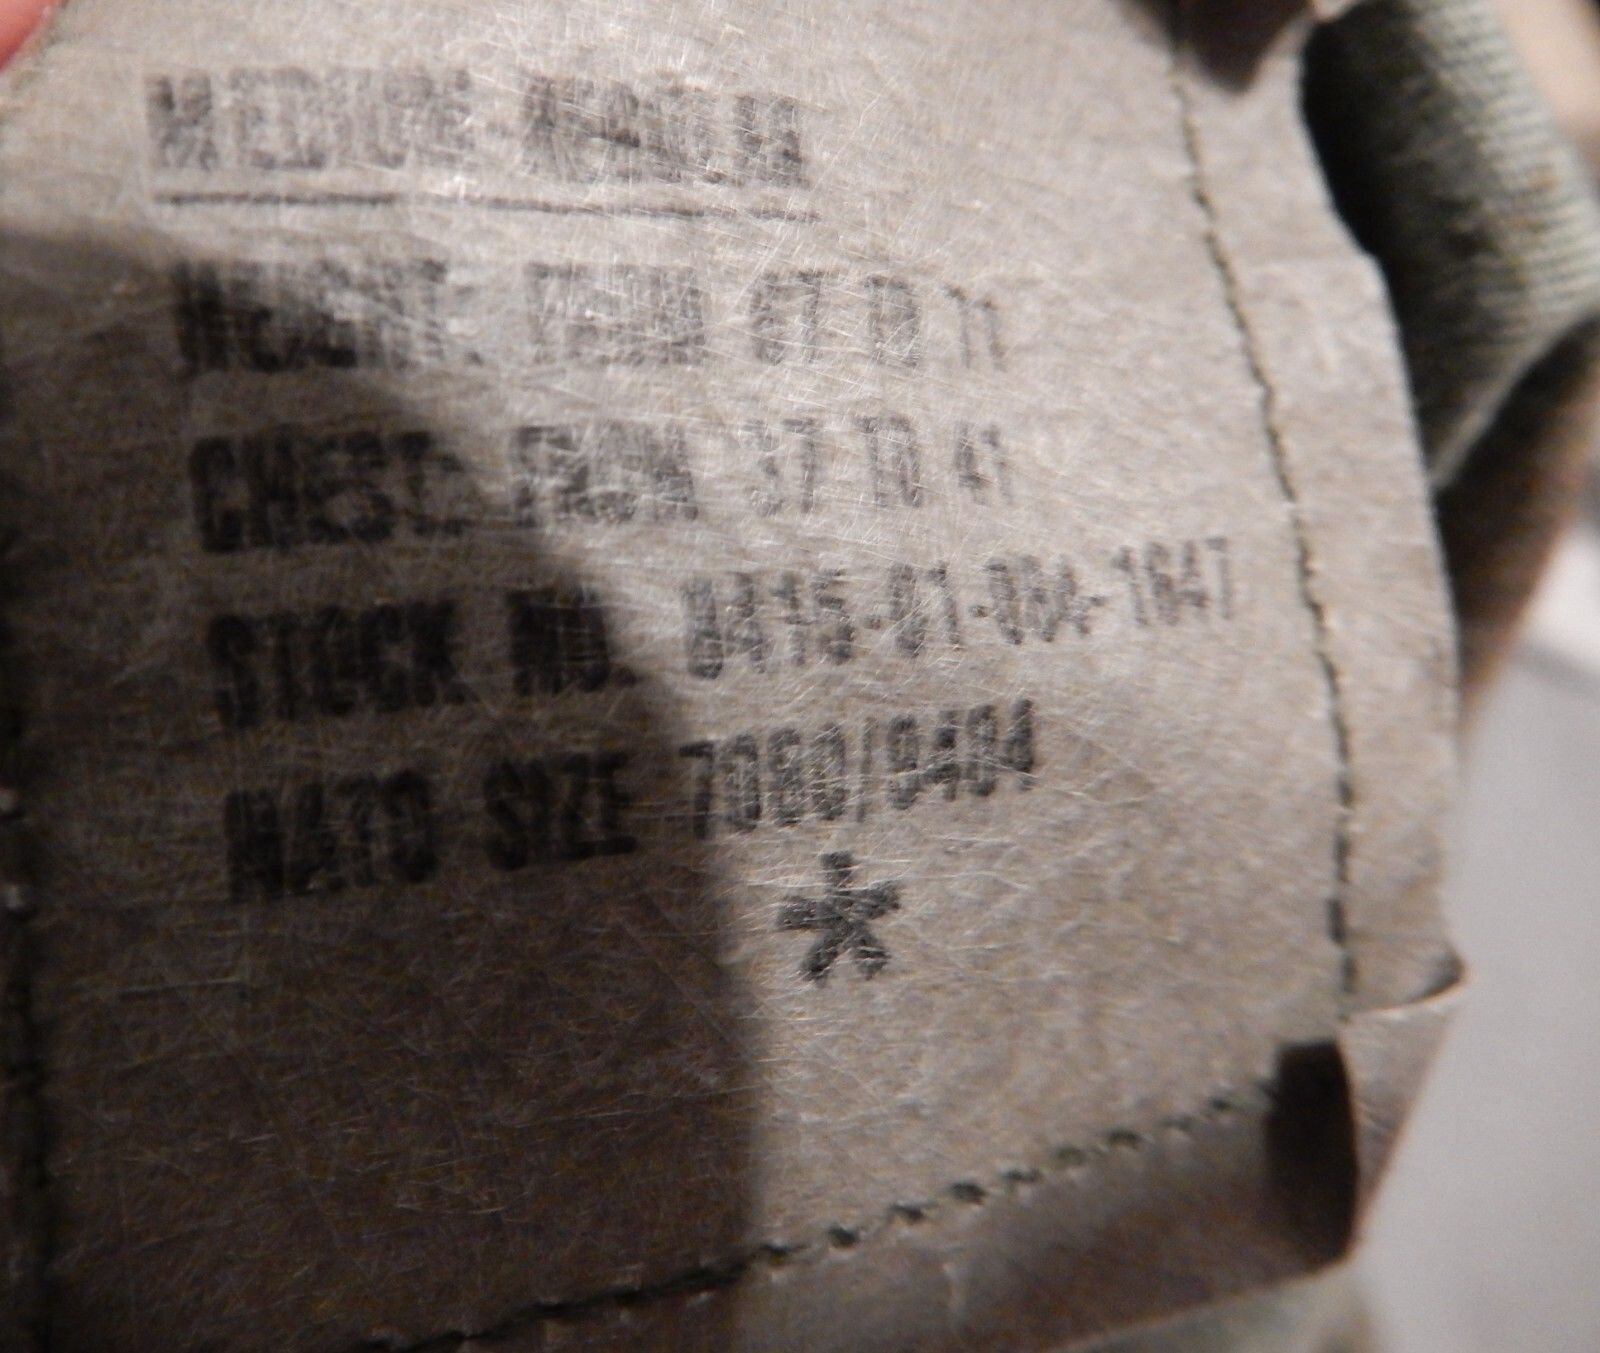 MEDIUM-REGULAR
HEIGHT: FROM 67 TO 71
CHEST: FROM 37 TO 41
STOCK NO. 8415-01-084-1647
NATO SIZE 7080/9404
*